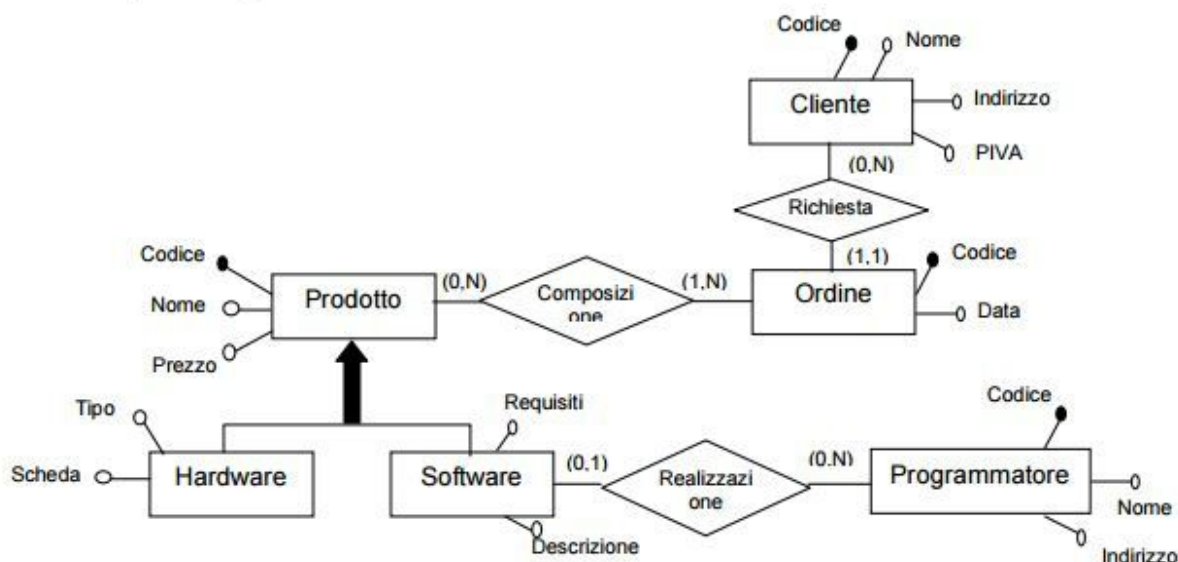 Codice
Nome
Cliente
Indirizzo
PIVA
(0,N)
Richiesta
(1,1)
Codice
Ordine
Data
(1,N)
Composizi
one
(0,N)
Codice
Prodotto
Nome
Prezzo
Tipo
Scheda
Hardware
Requisiti
Software
Descrizione
(0,1)
Realizzazi
one
(0,N)
Codice
Programmatore
Nome
Indirizzo